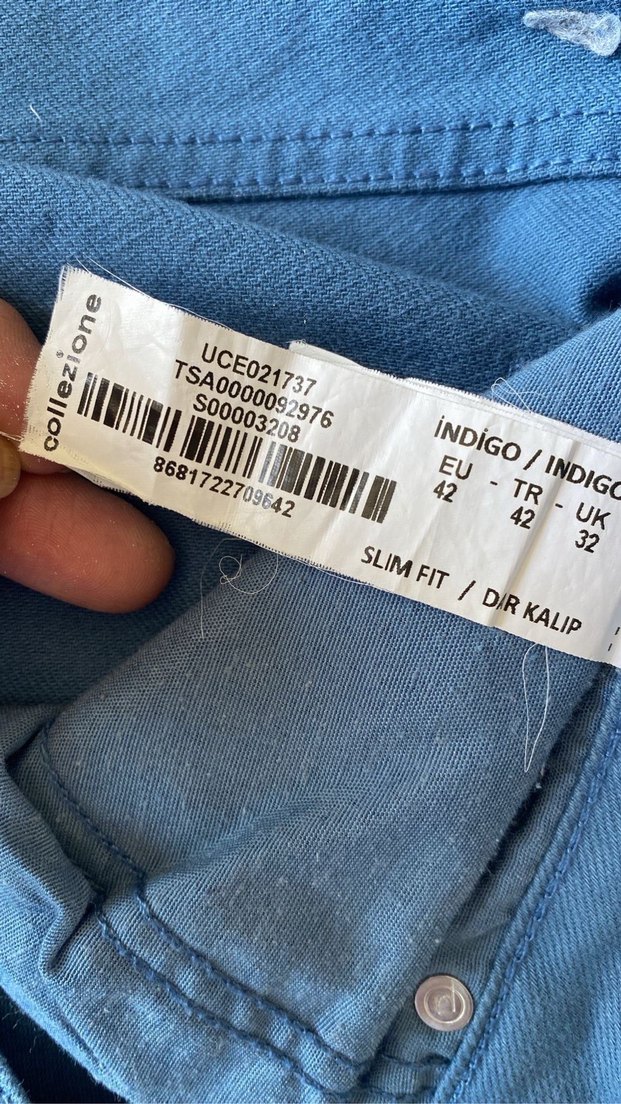 collezione
UCE021737
TSA0000092976
S00003208
8681722709642
İNDİGO / INDIGO
EU - TR - UK
42 42 32
SLIM FIT / DAR KALIP